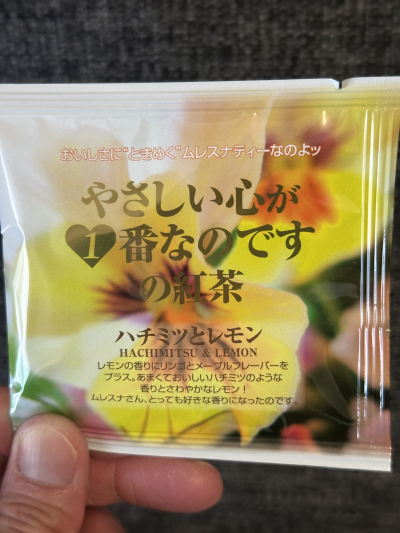 おいしさに"ときめく"ムレスナティーなのよッ
やさしい心が
1番なのです
の紅茶
ハチミツとレモン
HACHIMITSU & LEMON
レモンの香りにリンゴとメープルフレーバーを
プラス。あまくておいしいハチミツのような
香りとさわやかなレモン!
ムレスナさん、とっても好きな香りになったのです。